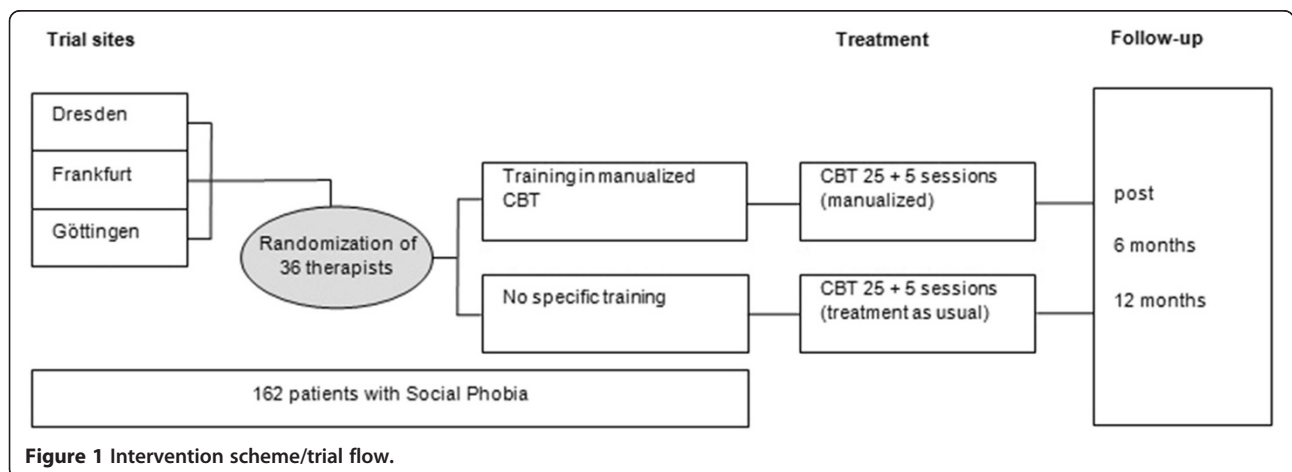 Trial sites
Treatment
Follow-up
Dresden
Frankfurt
Göttingen
Randomization of
36 therapists
Training in manualized
CBT
No specific training
CBT 25 + 5 sessions
(manualized)
CBT 25 + 5 sessions
(treatment as usual)
post
6 months
12 months
162 patients with Social Phobia
Figure 1 Intervention scheme/trial flow.